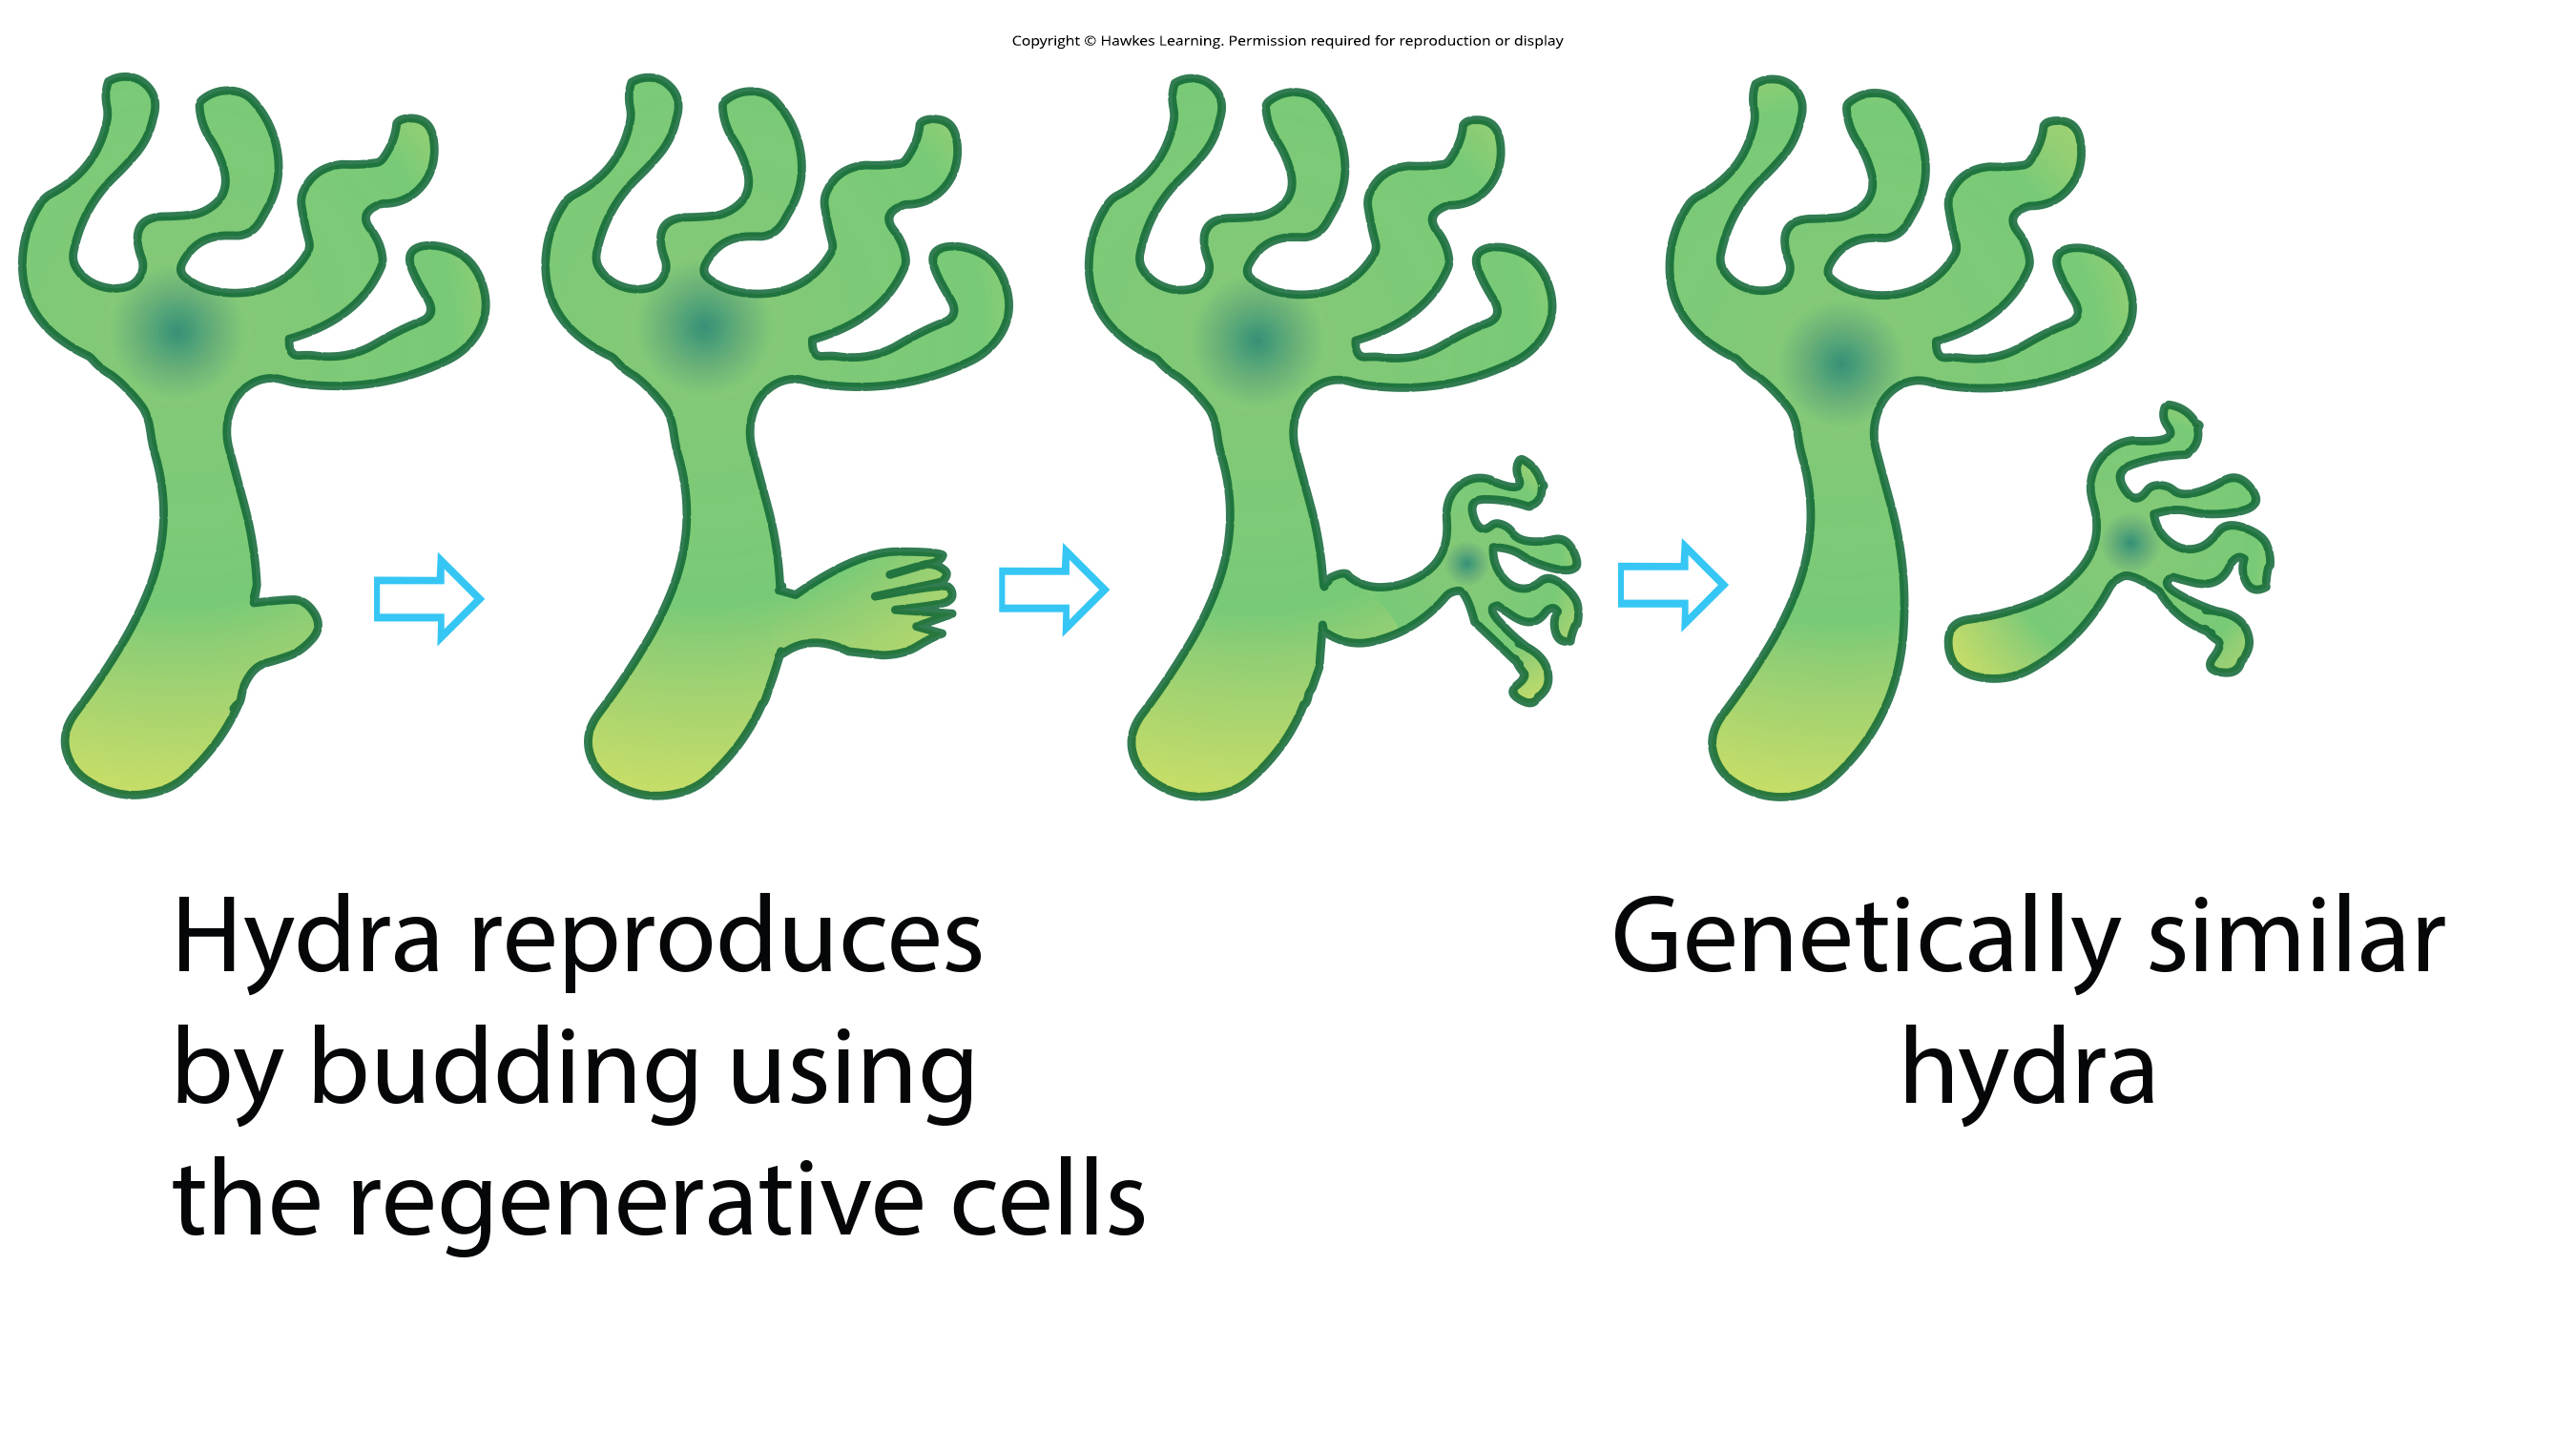 Copyright © Hawkes Learning. Permission required for reproduction or display
Hydra reproduces
by budding using
the regenerative cells
Genetically similar
hydra